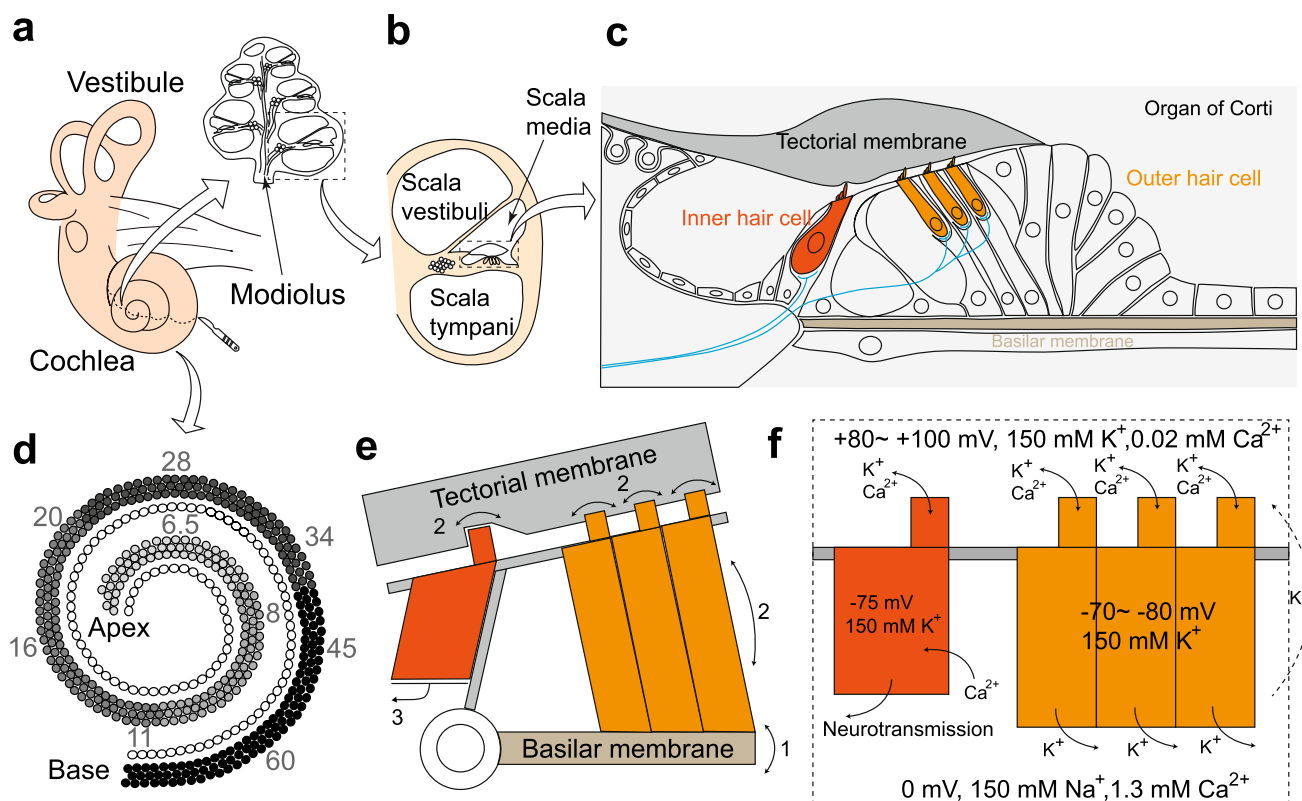 a
Vestibule
Modiolus
Cochlea
b
Scala
media
Scala
vestibuli
Scala
tympani
c
Organ of Corti
Tectorial membrane
Outer hair cell
Inner hair cell
Basilar membrane
d
28
20
6.5
34
8
Apex
16
45
11
Base
60
e
Tectorial membrane
2
2
2
3
1
Basilar membrane
f
+80~ +100 mV, 150 mM K+,0.02 mM Ca2+
K+
Ca2+
K+
Ca2+
K+
Ca2+
K+
Ca2+
K
-75 mV
150 mM K+
-70~ -80 mV
150 mM K+
Ca2+
Neurotransmission
K+
K+
K+
0 mV, 150 mM Na+,1.3 mM Ca2+